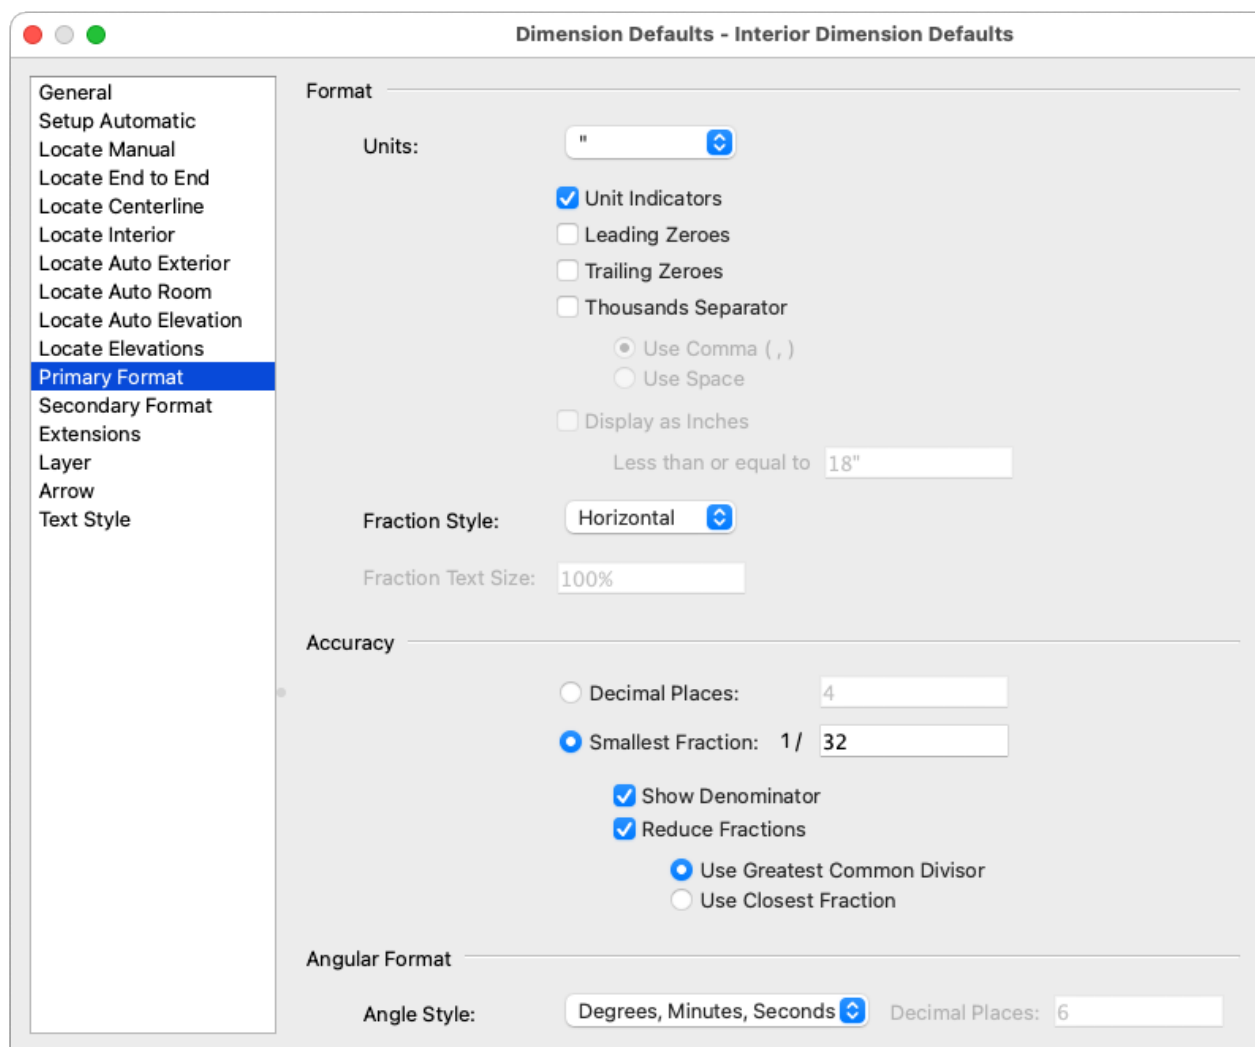 Dimension Defaults - Interior Dimension Defaults
General
Setup Automatic
Locate Manual
Locate End to End
Locate Centerline
Locate Interior
Locate Auto Exterior
Locate Auto Room
Locate Auto Elevation
Locate Elevations
Primary Format
Secondary Format
Extensions
Layer
Arrow
Text Style
Format
Units: "
Unit Indicators
Leading Zeroes
Trailing Zeroes
Thousands Separator
Use Comma ( , )
Use Space
Display as Inches
Less than or equal to 18"
Fraction Style: Horizontal
Fraction Text Size: 100%
Accuracy
Decimal Places: 4
Smallest Fraction: 1 / 32
Show Denominator
Reduce Fractions
Use Greatest Common Divisor
Use Closest Fraction
Angular Format
Angle Style: Degrees, Minutes, Seconds Decimal Places: 6